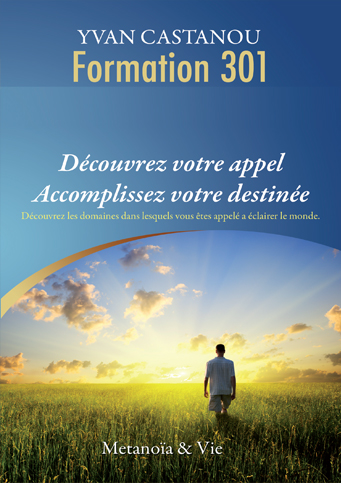 YVAN CASTANOU
Formation 301
Découvrez votre appel
Accomplissez votre destinée
Découvrez les domaines dans lesquels vous êtes appelé a éclairer le monde.
Metanoïa & Vie